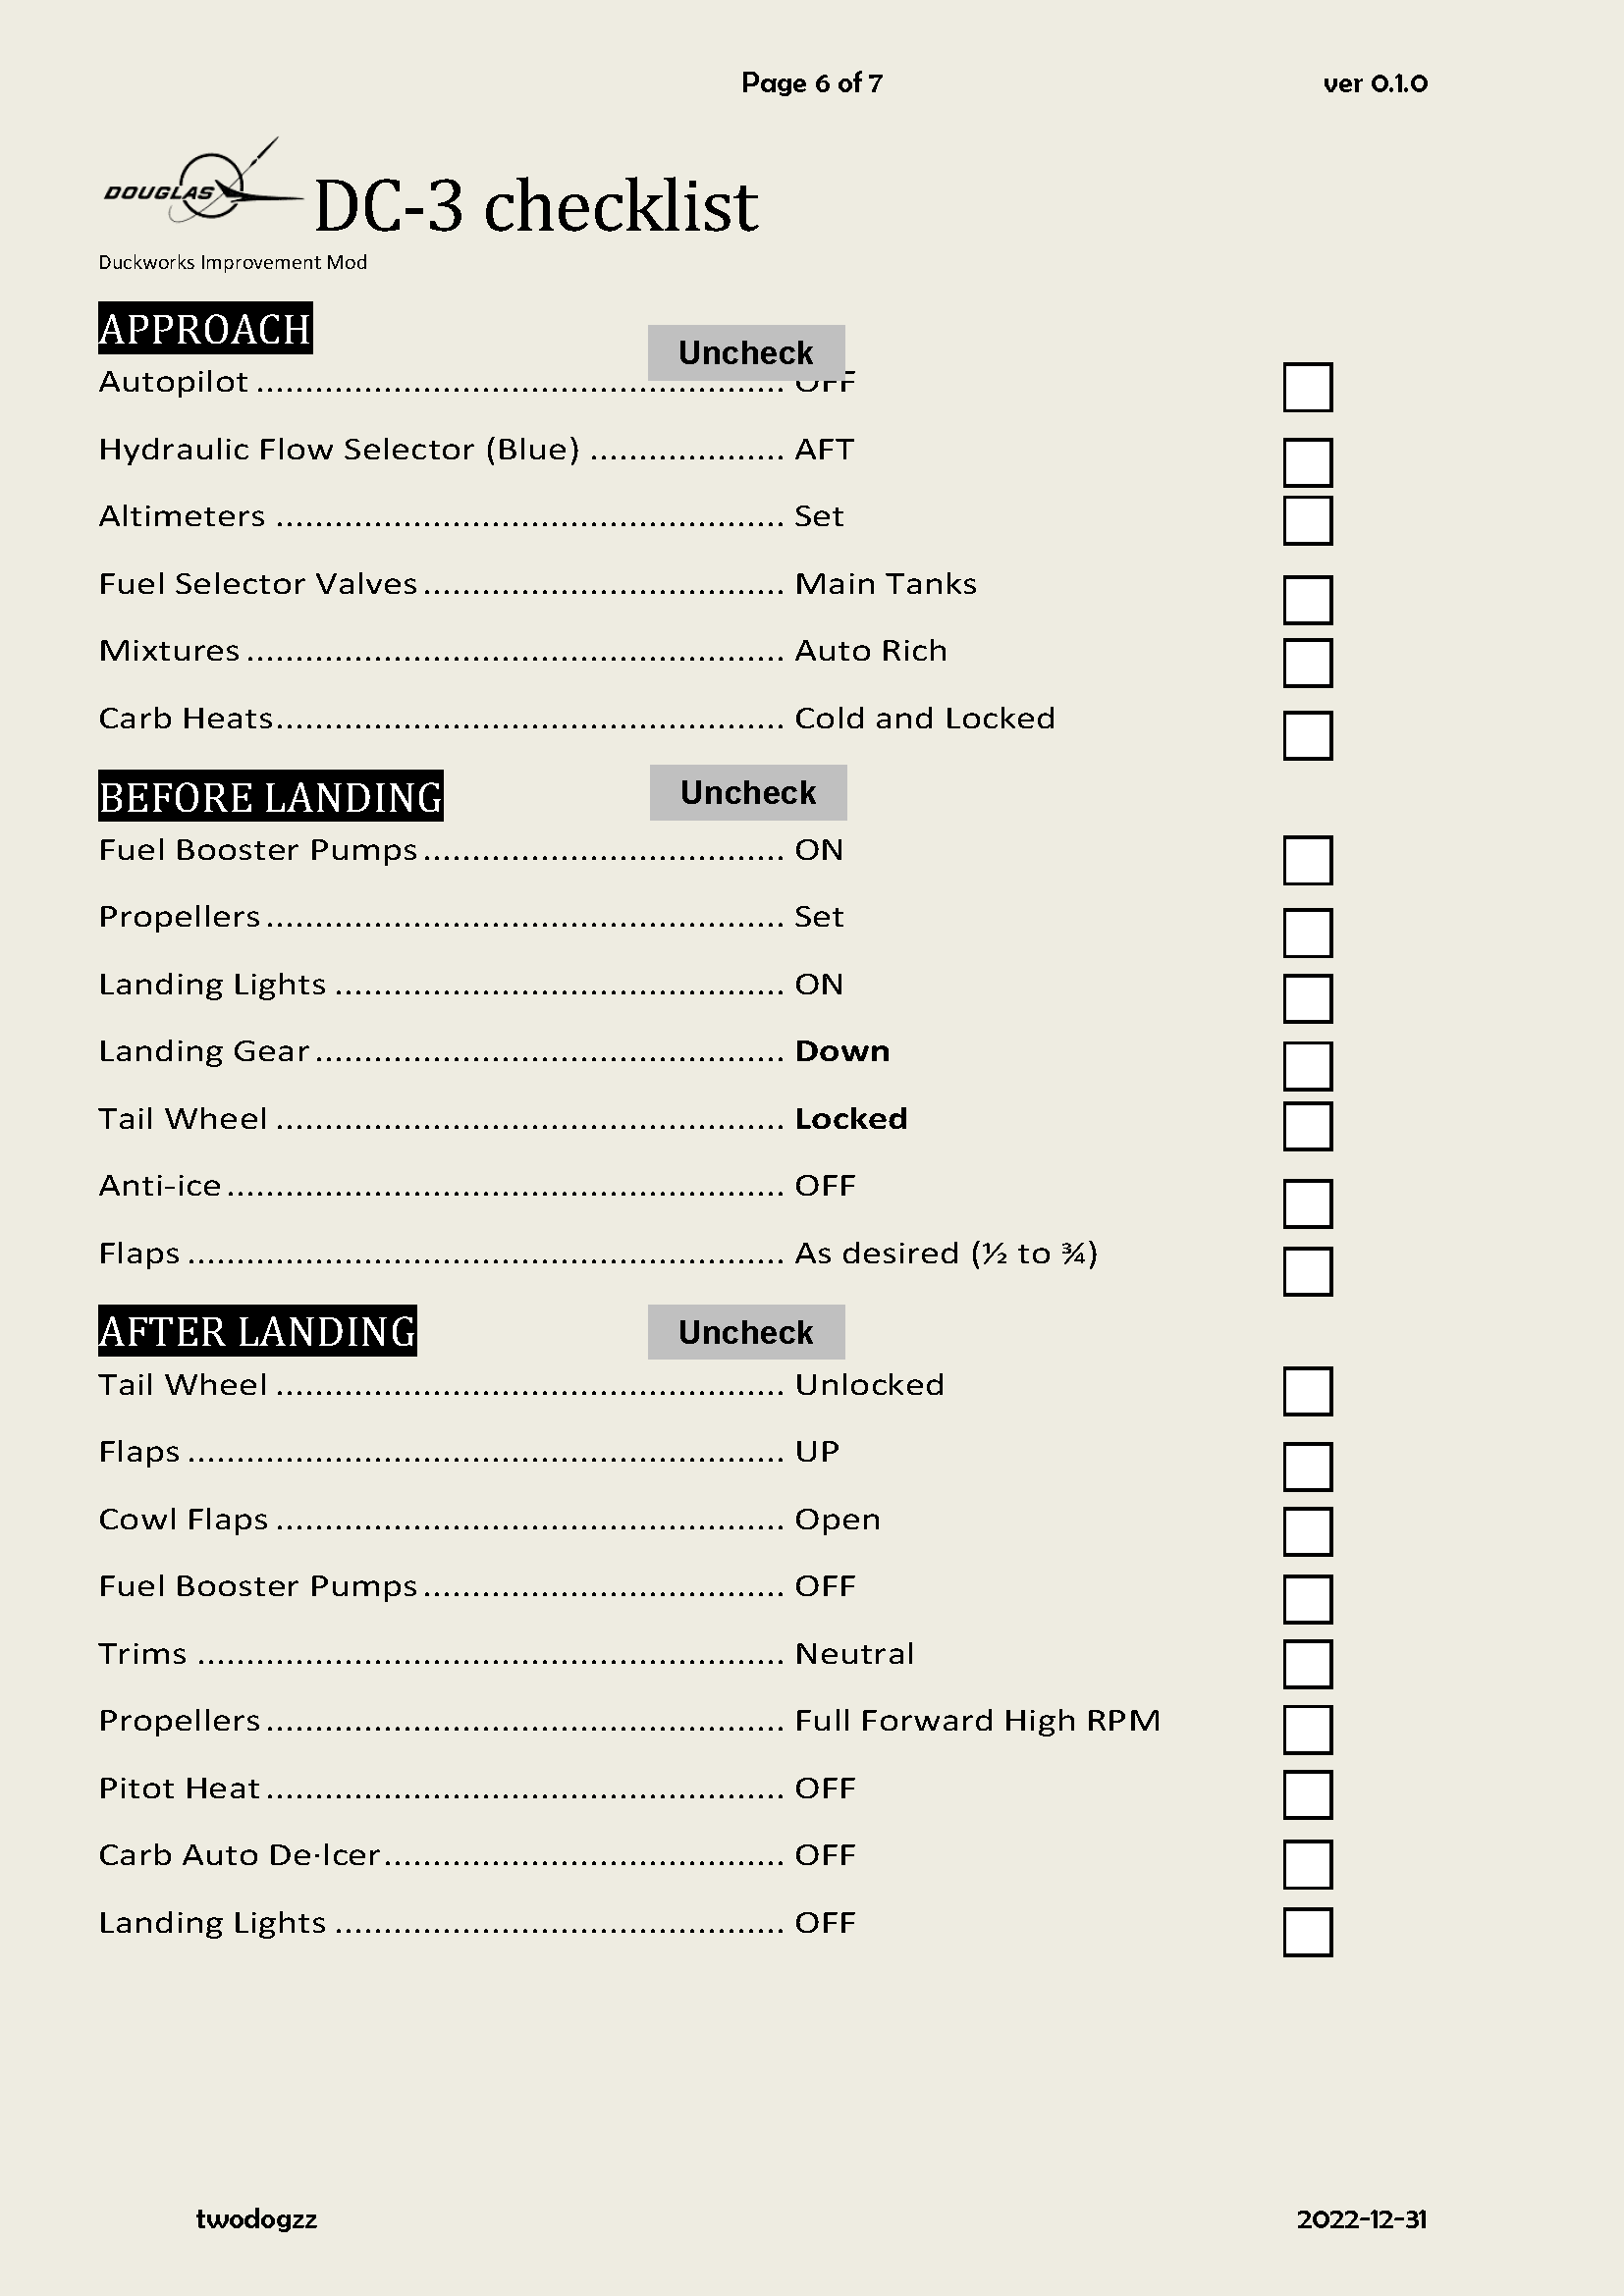 Page 6 of 7 ver 0.1.0
DOUGLAS DC-3 checklist
Duckworks Improvement Mod
APPROACH
Uncheck
Autopilot ........................................................ OFF
Hydraulic Flow Selector (Blue) .................... AFT
Altimeters .................................................... Set
Fuel Selector Valves ..................................... Main Tanks
Mixtures ....................................................... Auto Rich
Carb Heats.................................................... Cold and Locked
BEFORE LANDING Uncheck
Fuel Booster Pumps ..................................... ON
Propellers ..................................................... Set
Landing Lights .............................................. ON
Landing Gear ................................................ Down
Tail Wheel .................................................... Locked
Anti-ice ......................................................... OFF
Flaps ............................................................. As desired (½ to ¾)
AFTER LANDING Uncheck
Tail Wheel .................................................... Unlocked
Flaps ............................................................. UP
Cowl Flaps .................................................... Open
Fuel Booster Pumps ..................................... OFF
Trims ............................................................ Neutral
Propellers ..................................................... Full Forward High RPM
Pitot Heat ..................................................... OFF
Carb Auto De·Icer ......................................... OFF
Landing Lights .............................................. OFF
twodogzz 2022-12-31